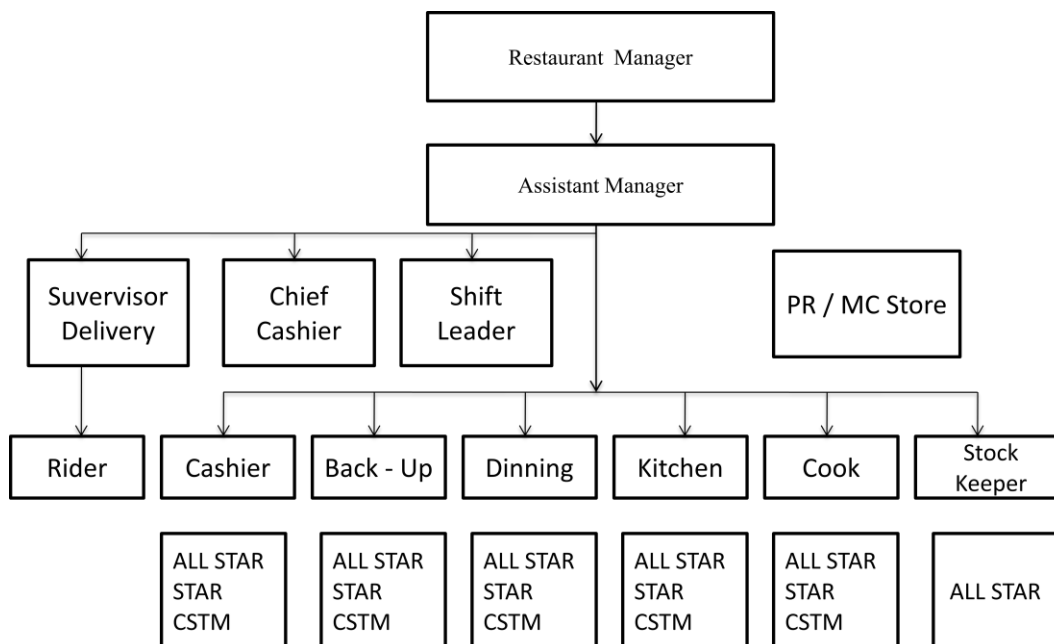 Restaurant Manager
Assistant Manager
Suvervisor
Delivery
Chief
Cashier
Shift
Leader
PR / MC Store
Rider
Cashier
Back - Up
Dinning
Kitchen
Cook
Stock
Keeper
ALL STAR
STAR
CSTM
ALL STAR
STAR
CSTM
ALL STAR
STAR
CSTM
ALL STAR
STAR
CSTM
ALL STAR
STAR
CSTM
ALL STAR